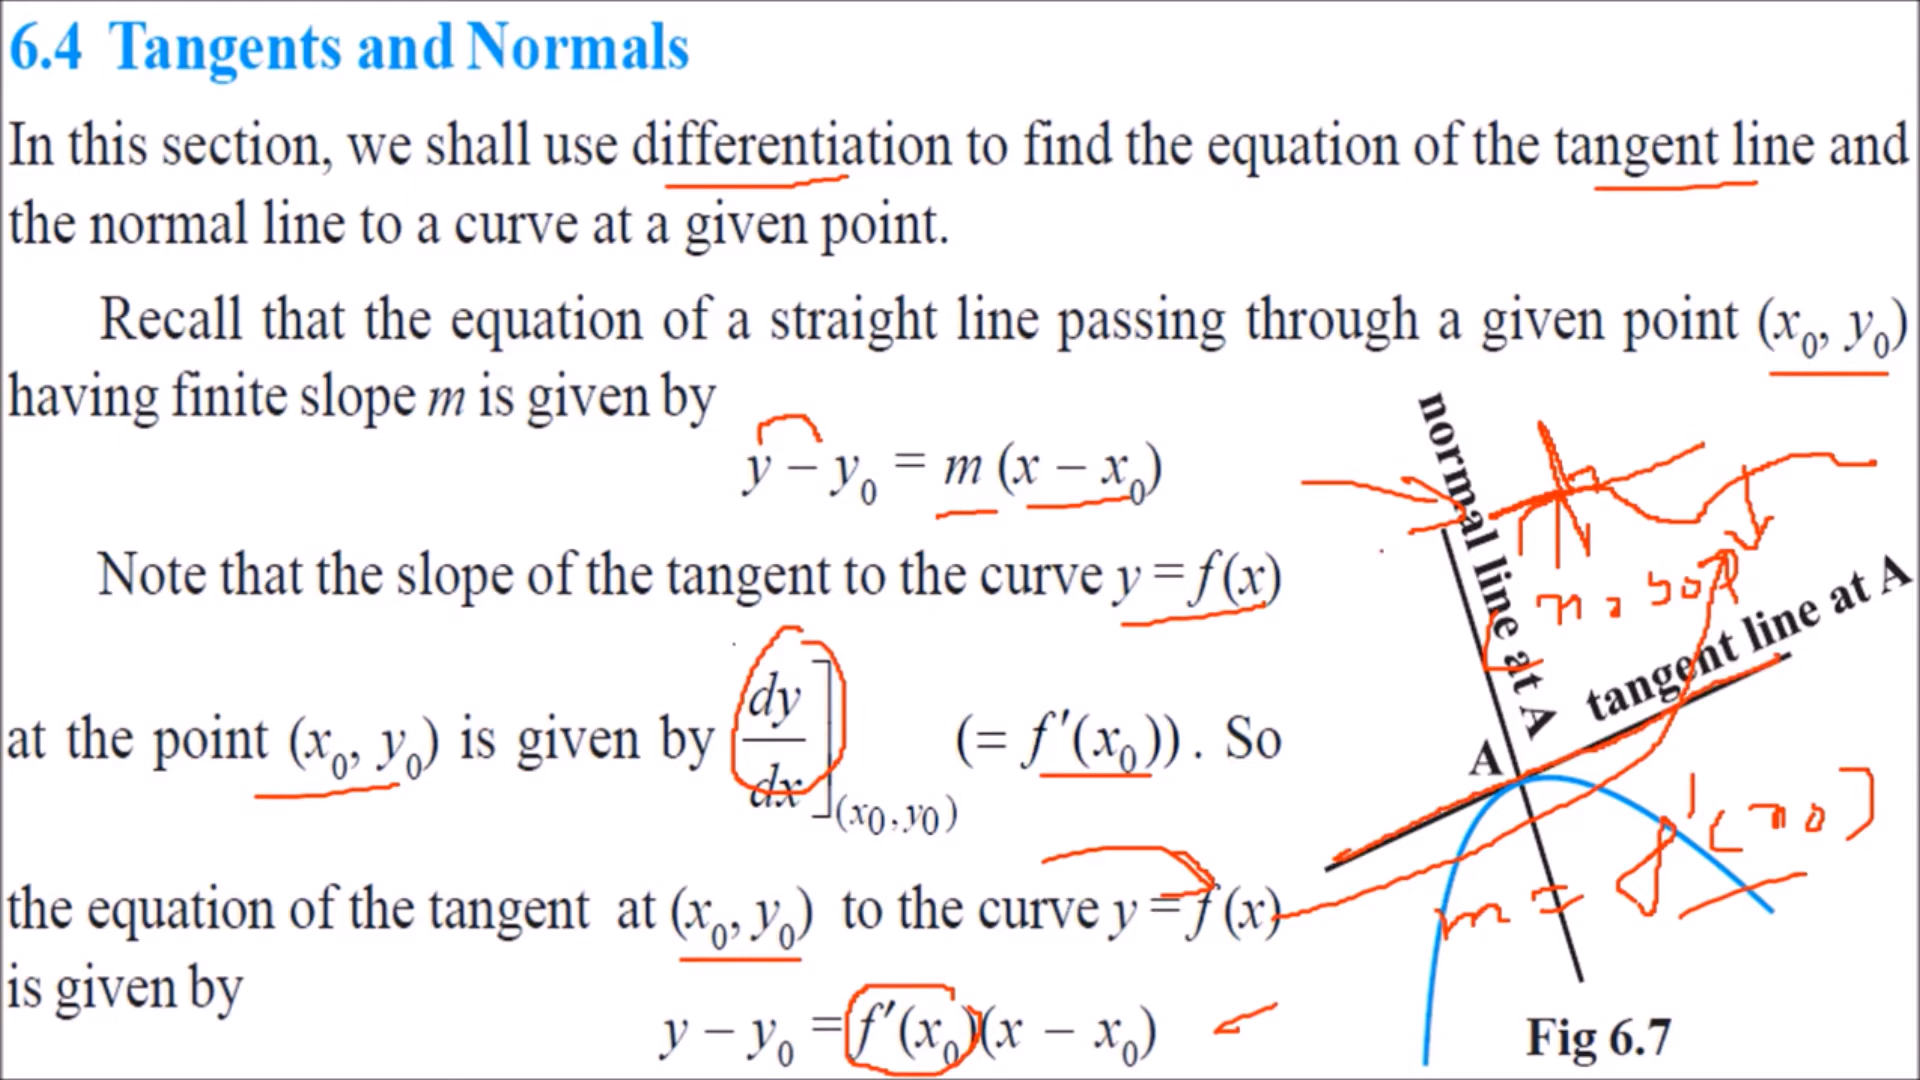 6.4 Tangents and Normals
In this section, we shall use differentiation to find the equation of the tangent line and
the normal line to a curve at a given point.
Recall that the equation of a straight line passing through a given point (x₀, y₀)
having finite slope m is given by
y – y₀ = m (x – x₀)
Note that the slope of the tangent to the curve y = f(x)
at the point (x₀, y₀) is given by dy/dx](x₀, y₀) (= f′(x₀)). So
the equation of the tangent at (x₀, y₀) to the curve y = f (x)
is given by
y – y₀ = f′(x₀)(x – x₀)
normal line at A
tangent line at A
A
m = f'(x0)
Fig 6.7